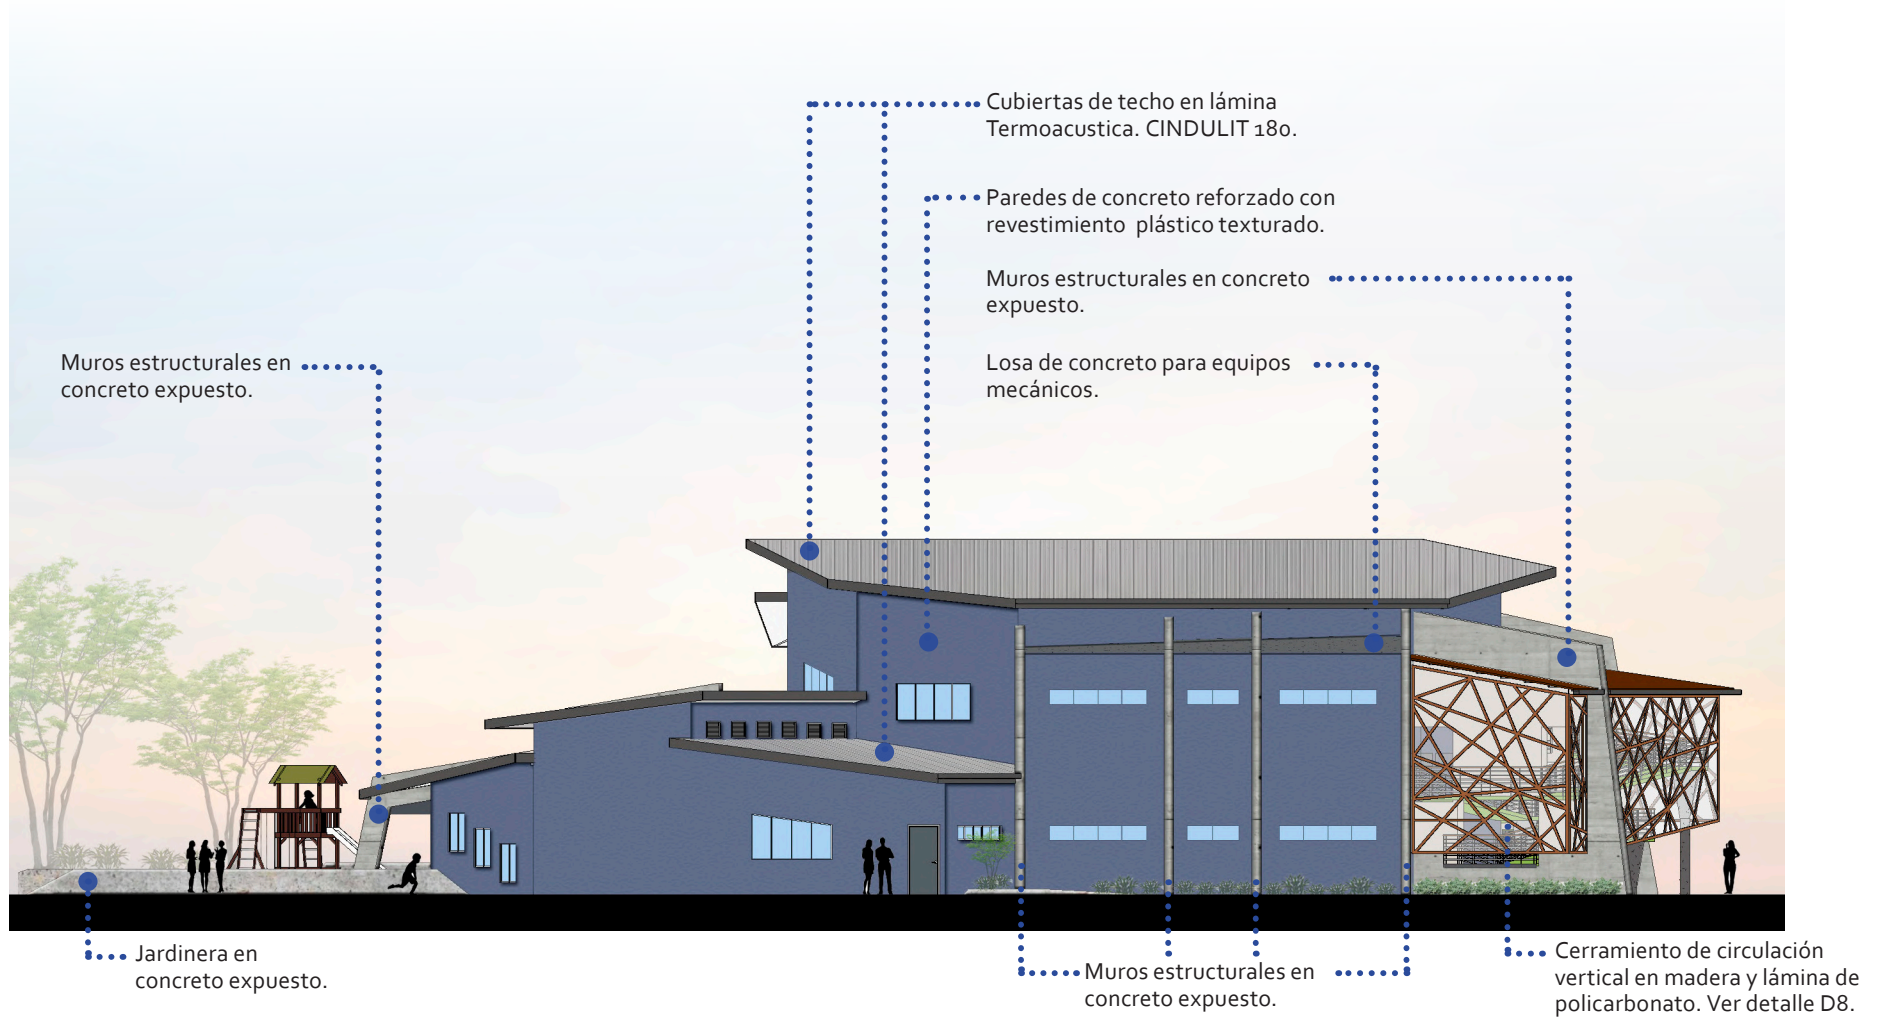 Cubiertas de techo en lámina
Termoacustica. CINDULIT 180.
Paredes de concreto reforzado con
revestimiento plástico texturado.
Muros estructurales en concreto
expuesto.
Losa de concreto para equipos
mecánicos.
Muros estructurales en
concreto expuesto.
Jardinera en
concreto expuesto.
Muros estructurales en
concreto expuesto.
Cerramiento de circulación
vertical en madera y lámina de
policarbonato. Ver detalle D8.